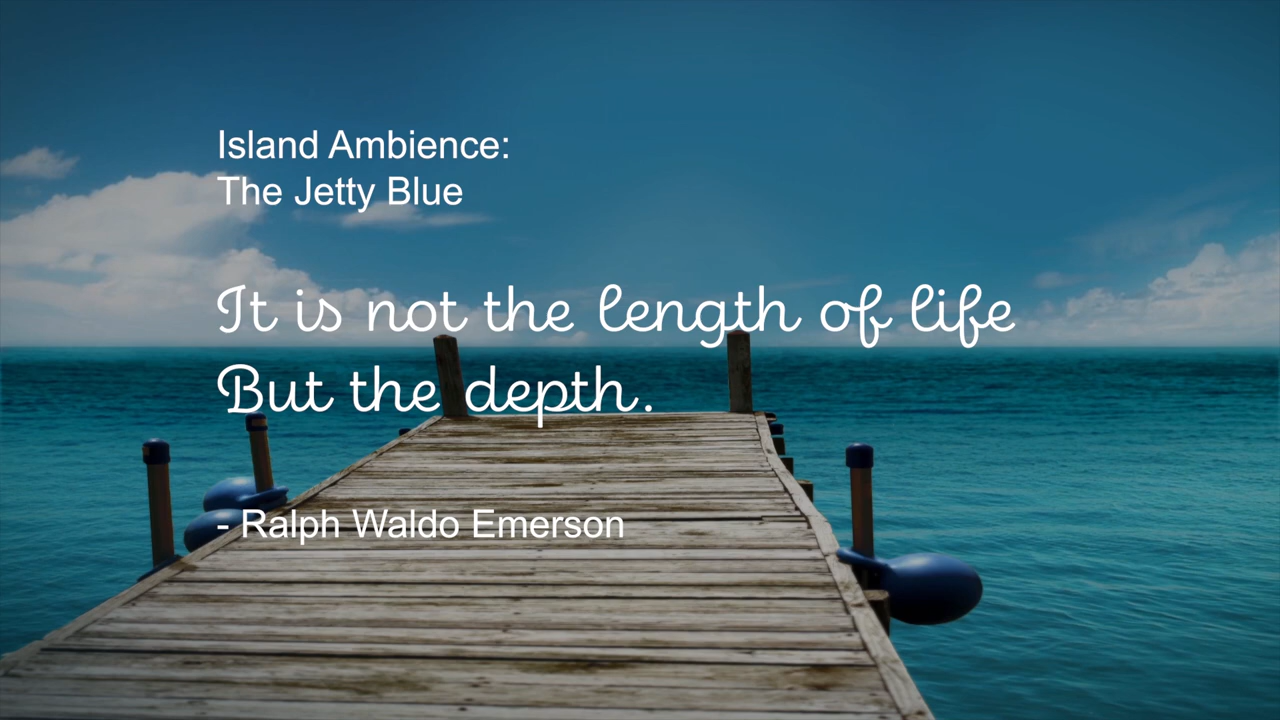 Island Ambience:
The Jetty Blue
It is not the length of life
But the depth.
- Ralph Waldo Emerson